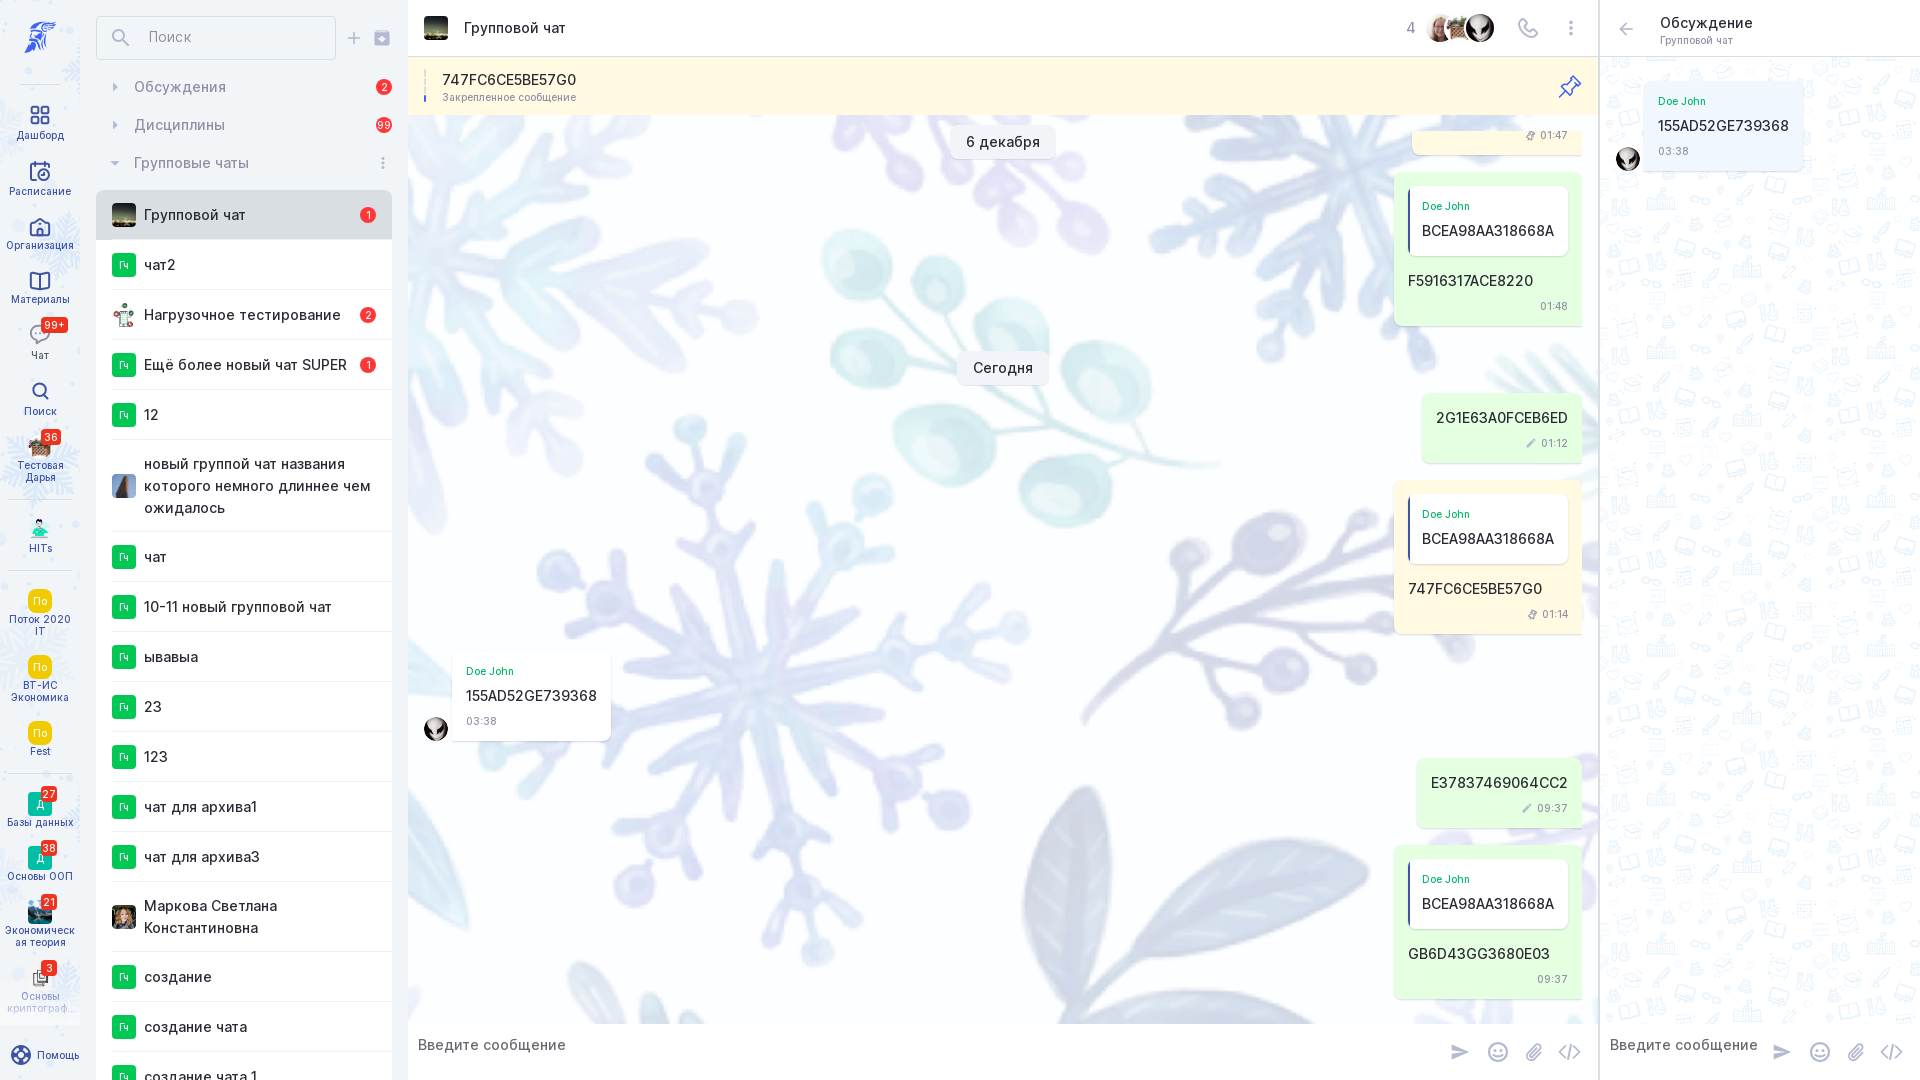 Дашборд
Расписание
Организация
Материалы
99+
Чат
Поиск
36
Тестовая
Дарья
HITs
По
Поток 2020
IT
По
ВТ-ИС
Экономика
По
Fest
27
Д
Базы данных
38
Д
Основы ООП
21
Экономическ
ая теория
3
Основы
криптограф...
Помощь
Поиск
Обсуждения
2
Дисциплины
99
Групповые чаты
Групповой чат
1
Гч
чат2
Нагрузочное тестирование
2
Гч
Ещё более новый чат SUPER
1
Гч
12
новый группой чат названия
которого немного длиннее чем
ожидалось
Гч
чат
Гч
10-11 новый групповой чат
Гч
ывавыа
Гч
23
Гч
123
Гч
чат для архива1
Гч
чат для архива3
Маркова Светлана
Константиновна
Гч
создание
Гч
создание чата
Гч
создание чата 1
Групповой чат
4
747FC6CE5BE57G0
Закрепленное сообщение
6 декабря
01:47
Doe John
BCEA98AA318668A
F5916317ACE8220
01:48
Сегодня
2G1E63A0FCEB6ED
01:12
Doe John
BCEA98AA318668A
747FC6CE5BE57G0
01:14
Doe John
155AD52GE739368
03:38
E37837469064CC2
09:37
Doe John
BCEA98AA318668A
GB6D43GG3680E03
09:37
Введите сообщение
Обсуждение
Групповой чат
Doe John
155AD52GE739368
03:38
Введите сообщение